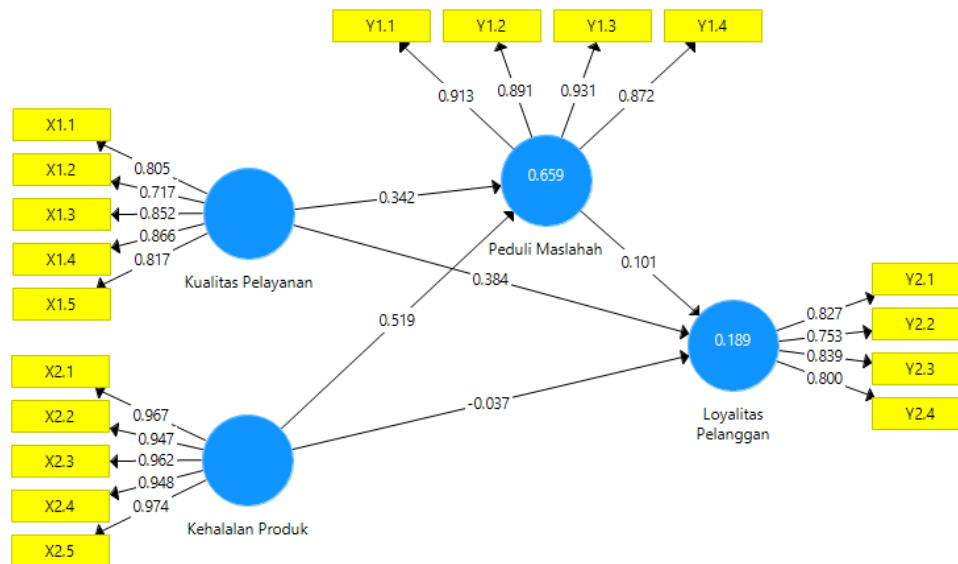 Y1.1
Y1.2
Y1.3
Y1.4
0.913
0.891
0.931
0.872
X1.1
X1.2
X1.3
X1.4
X1.5
0.805
0.717
0.852
0.866
0.817
Kualitas Pelayanan
0.342
0.659
Peduli Maslahah
0.384
0.101
0.519
-0.037
0.189
Loyalitas
Pelanggan
0.827
0.753
0.839
0.800
Y2.1
Y2.2
Y2.3
Y2.4
X2.1
X2.2
X2.3
X2.4
X2.5
0.967
0.947
0.962
0.948
0.974
Kehalalan Produk